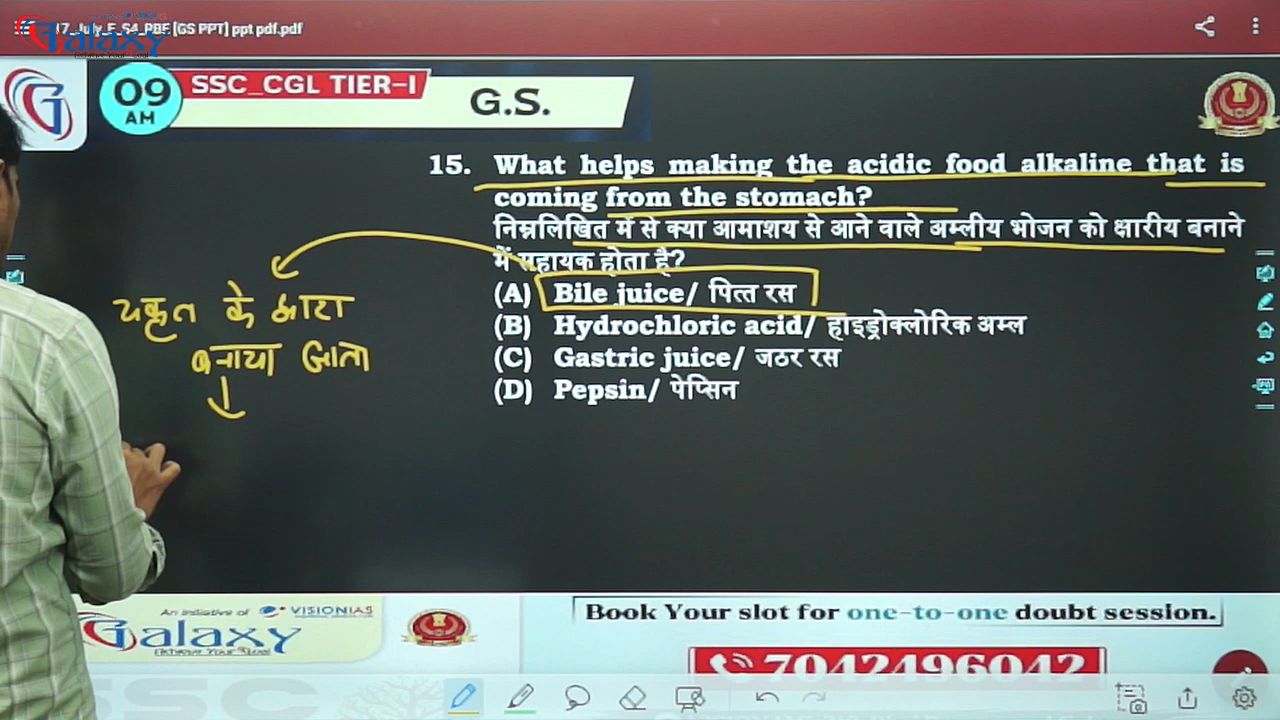 17_July_E_S4_RBE [GS PPT] ppt pdf.pdf
Galaxy
09
AM
SSC_CGL TIER-I
G.S.
15. What helps making the acidic food alkaline that is
coming from the stomach?
निम्नलिखित में से क्या आमाशय से आने वाले अम्लीय भोजन को क्षारीय बनाने
में सहायक होता है?
(A) Bile juice/ पित्त रस
(B) Hydrochloric acid/ हाइड्रोक्लोरिक अम्ल
(C) Gastric juice/ जठर रस
(D) Pepsin/ पेप्सिन
यकृत के द्वारा
बनाया जाता
An initiative of VISIONIAS
Galaxy
Achieve Your Goal
Book Your slot for one-to-one doubt session.
7042496042
SSC